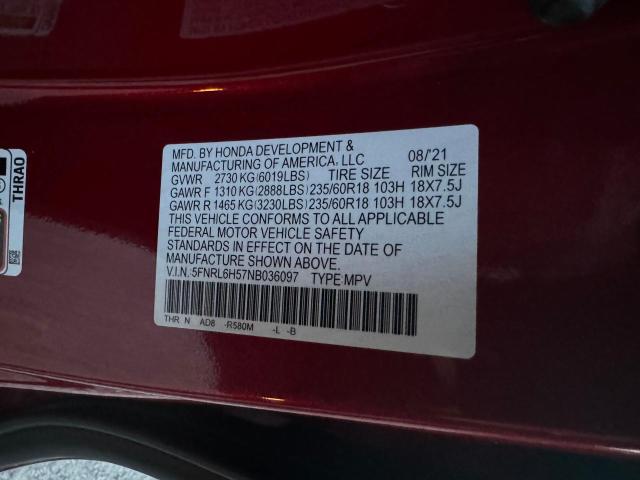 MFD. BY HONDA DEVELOPMENT &
MANUFACTURING OF AMERICA, LLC 08/'21
GVWR 2730 KG (6019LBS) TIRE SIZE RIM SIZE
GAWR F 1310 KG (2888LBS) 235/60R18 103H 18X7.5J
GAWR R 1465 KG (3230LBS) 235/60R18 103H 18X7.5J
THIS VEHICLE CONFORMS TO ALL APPLICABLE
FEDERAL MOTOR VEHICLE SAFETY
STANDARDS IN EFFECT ON THE DATE OF
MANUFACTURE SHOWN ABOVE.
V.I.N.:5FNRL6H57NB036097 TYPE:MPV
THR N AD8 -R580M -L -B
THRAO